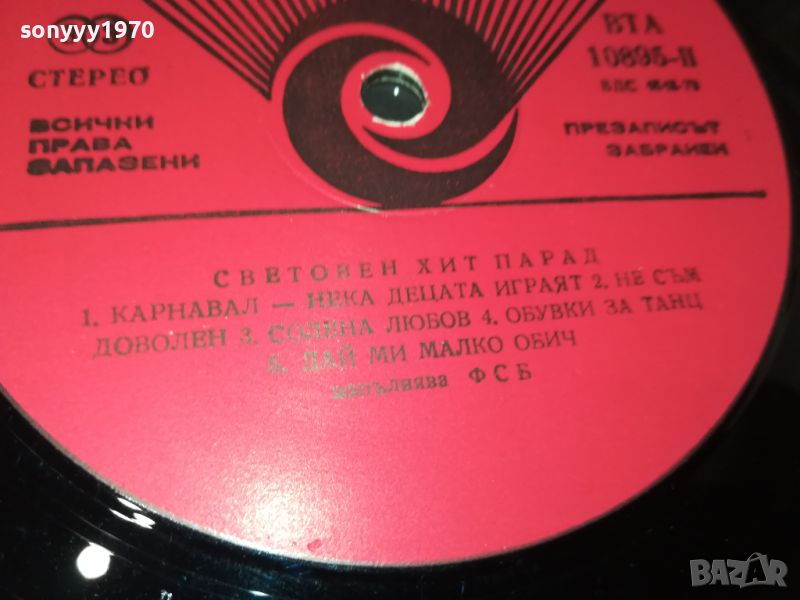 sonyyy1970
СТЕРЕО
ВТА
10895-II
ВСИЧКИ
ПРАВА
ЗАПАЗЕНИ
ПРЕЗАПИСЪТ
ЗАБРАНЕН
СВЕТОВЕН ХИТ ПАРАД
1. КАРНАВАЛ — НЕКА ДЕЦАТА ИГРАЯТ 2. НЕ СЪМ
ДОВОЛЕН 3. СОЛЕНА ЛЮБОВ 4. ОБУВКИ ЗА ТАНЦ
5. ДАЙ МИ МАЛКО ОБИЧ
изпълнява ФСБ
BAZAR